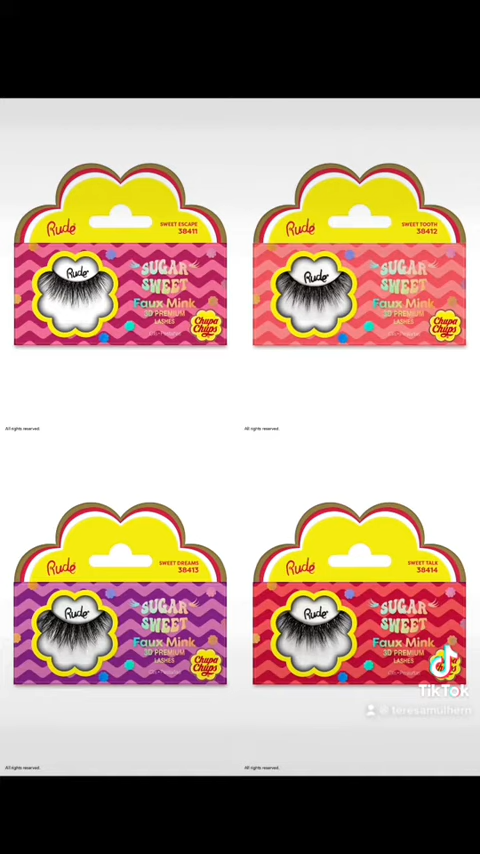 Rude
SWEET ESCAPE
38411
Rude
SUGAR
SWEET
Faux Mink
3D PREMIUM
LASHES
Chupa
Chups
All rights reserved.
Rude
SWEET TOOTH
38412
Rude
SUGAR
SWEET
Faux Mink
3D PREMIUM
LASHES
Chupa
Chups
All rights reserved.
Rude
SWEET DREAMS
38413
Rude
SUGAR
SWEET
Faux Mink
3D PREMIUM
LASHES
Chupa
Chups
All rights reserved.
Rude
SWEET TALK
38414
Rude
SUGAR
SWEET
Faux Mink
3D PREMIUM
LASHES
TikTok
@ teresamulhern
All rights reserved.